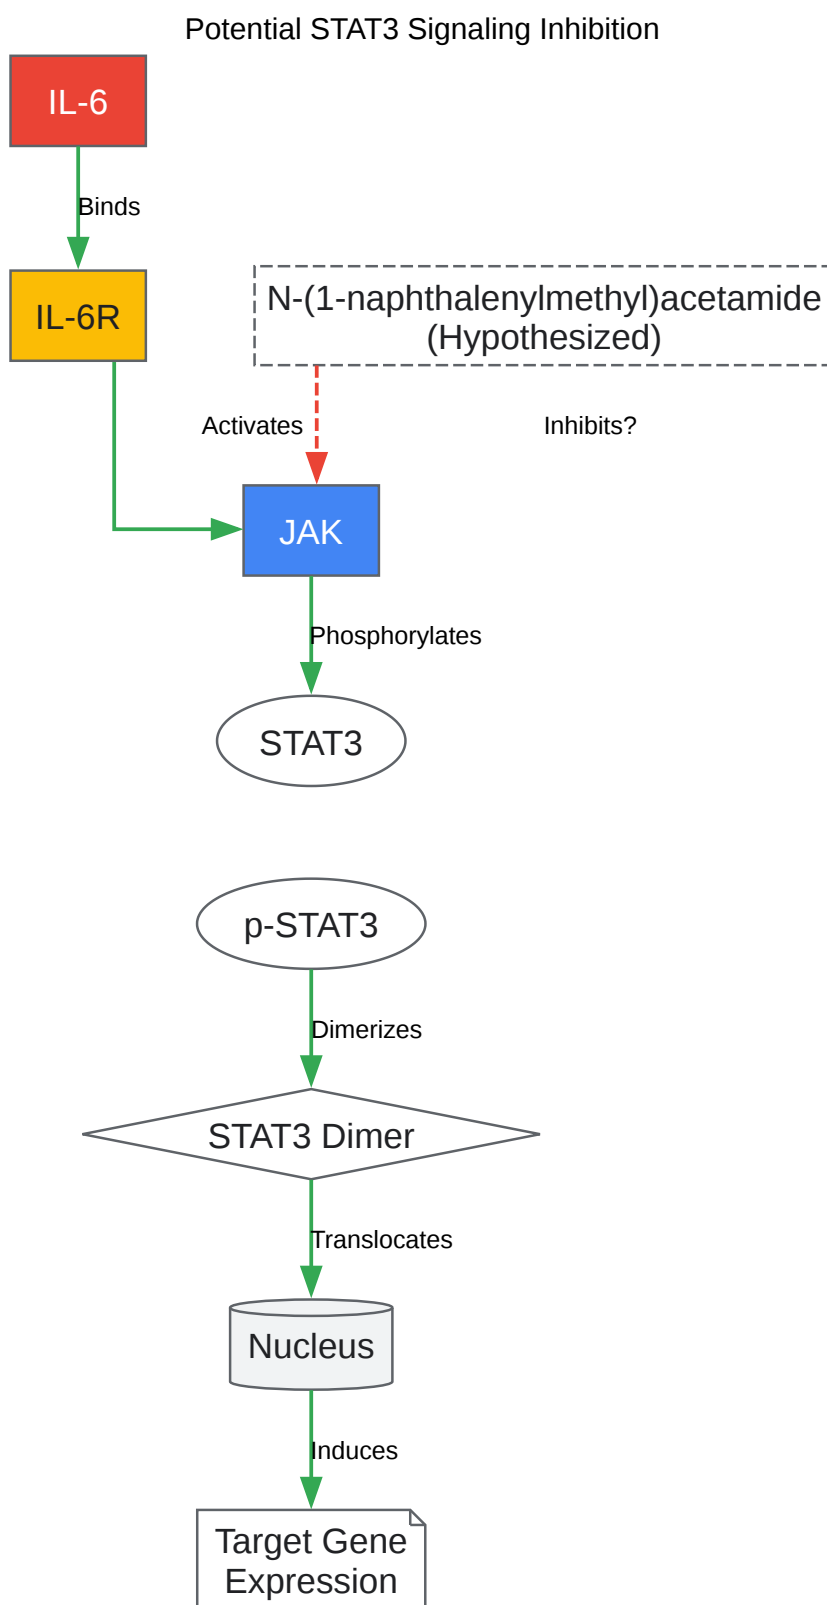 Potential STAT3 Signaling Inhibition
IL-6
Binds
IL-6R
N-(1-naphthalenylmethyl)acetamide
(Hypothesized)
Activates
Inhibits?
JAK
Phosphorylates
STAT3
p-STAT3
Dimerizes
STAT3 Dimer
Translocates
Nucleus
Induces
Target Gene
Expression